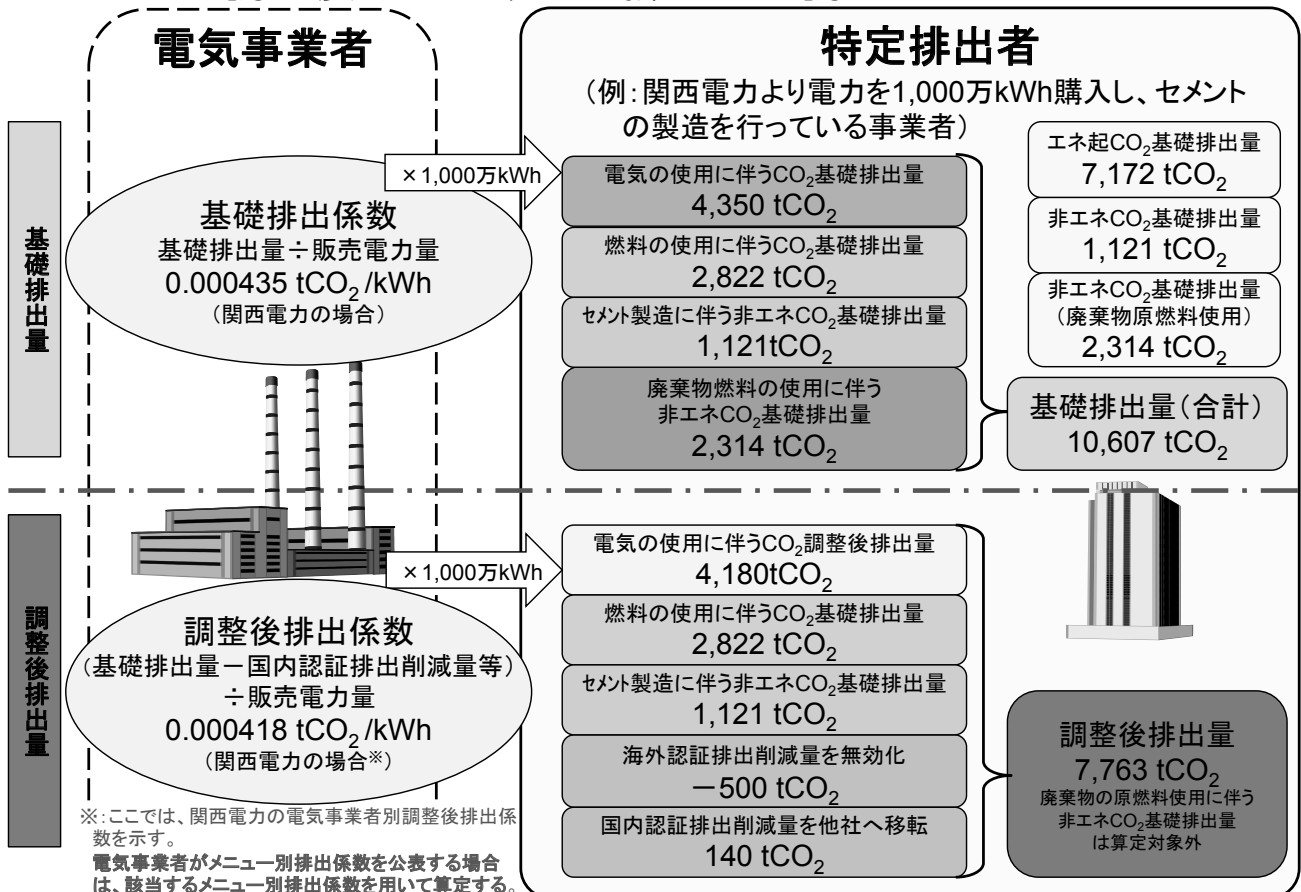 電気事業者
特定排出者
（例：関西電力より電力を1,000万kWh購入し、セメント
の製造を行っている事業者）
基礎排出量
基礎排出係数
基礎排出量÷販売電力量
0.000435 tCO₂/kWh
（関西電力の場合）
×1,000万kWh
電気の使用に伴うCO₂基礎排出量
4,350 tCO₂
燃料の使用に伴うCO₂基礎排出量
2,822 tCO₂
セメント製造に伴う非エネCO₂基礎排出量
1,121tCO₂
廃棄物燃料の使用に伴う
非エネCO₂基礎排出量
2,314 tCO₂
エネ起CO₂基礎排出量
7,172 tCO₂
非エネCO₂基礎排出量
1,121 tCO₂
非エネCO₂基礎排出量
（廃棄物原燃料使用）
2,314 tCO₂
基礎排出量（合計）
10,607 tCO₂
調整後排出量
調整後排出係数
（基礎排出量－国内認証排出削減量等）
÷販売電力量
0.000418 tCO₂/kWh
（関西電力の場合※）
×1,000万kWh
※：ここでは、関西電力の電気事業者別調整後排出係
数を示す。
電気事業者がメニュー別排出係数を公表する場合
は、該当するメニュー別排出係数を用いて算定する。
電気の使用に伴うCO₂調整後排出量
4,180tCO₂
燃料の使用に伴うCO₂基礎排出量
2,822 tCO₂
セメント製造に伴う非エネCO₂基礎排出量
1,121 tCO₂
海外認証排出削減量を無効化
－500 tCO₂
国内認証排出削減量を他社へ移転
140 tCO₂
調整後排出量
7,763 tCO₂
廃棄物の原燃料使用に伴う
非エネCO₂基礎排出量
は算定対象外